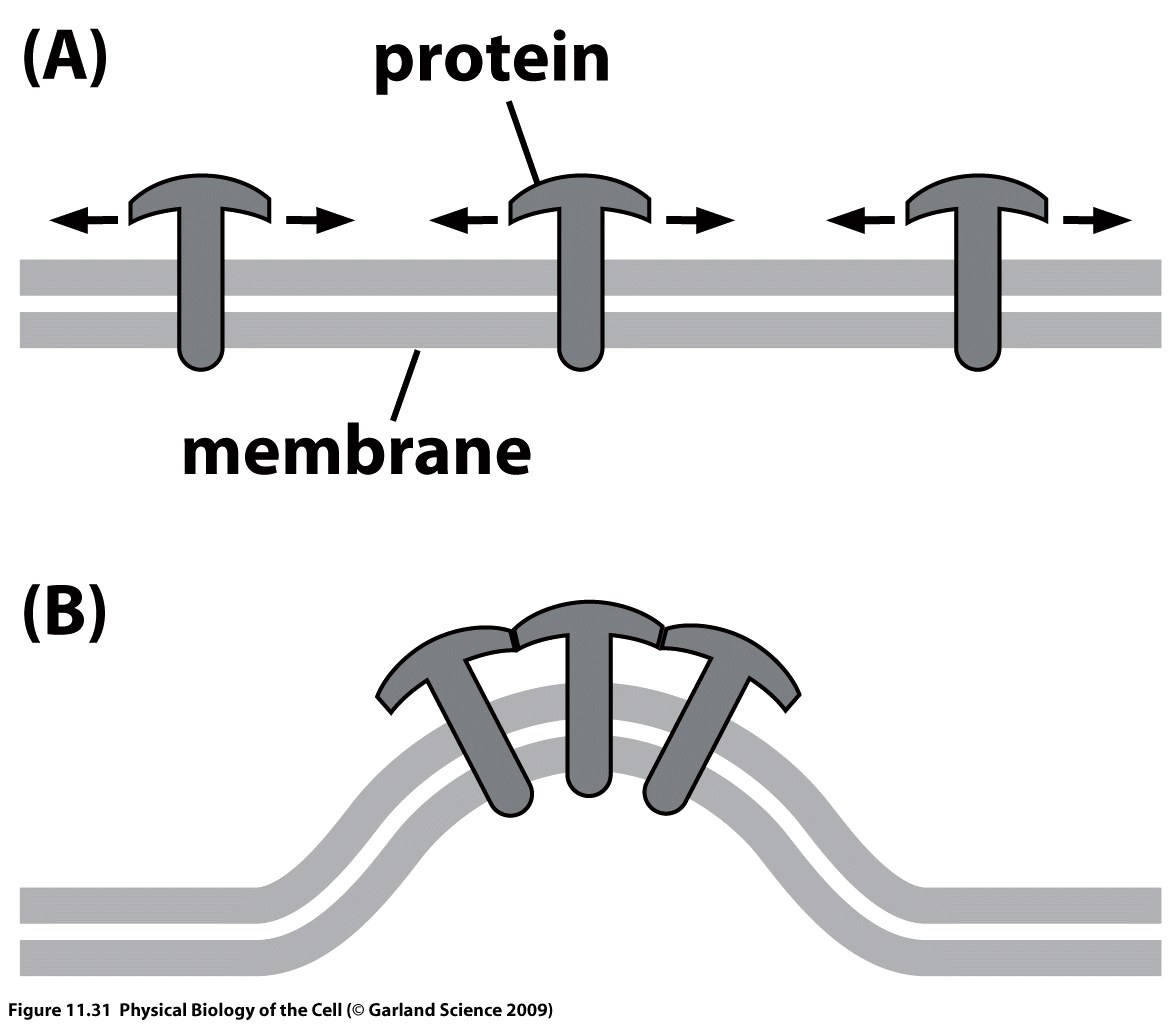 (A)
protein
membrane
(B)
Figure 11.31 Physical Biology of the Cell (© Garland Science 2009)